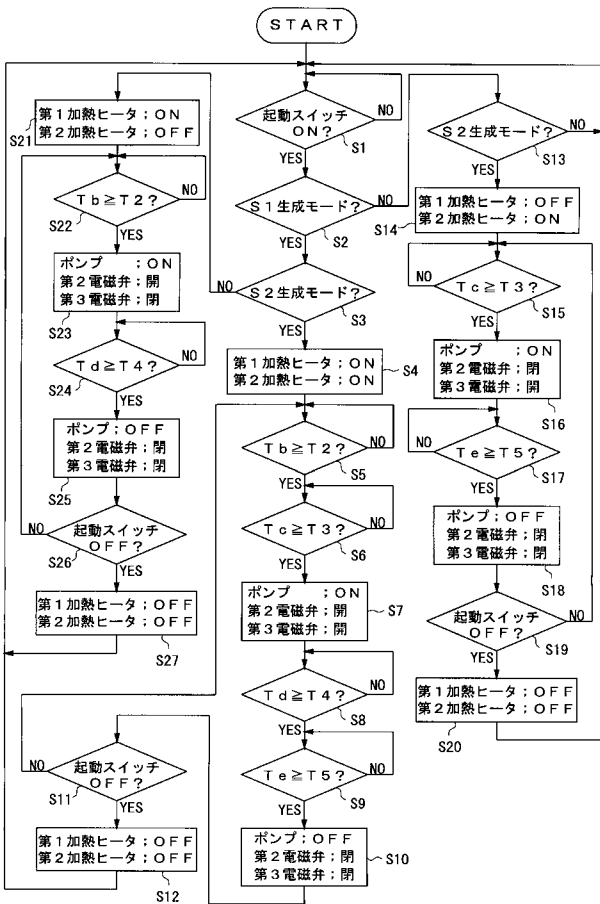 START
起動スイッチ
ON?
NO
S1
YES
S1生成モード?
NO
S2
YES
S2生成モード?
NO
S3
YES
第1加熱ヒータ;ON
第2加熱ヒータ;ON
S4
Tb≧T2?
NO
S5
YES
Tc≧T3?
NO
S6
YES
ポンプ ;ON
第2電磁弁;開
第3電磁弁;開
S7
Td≧T4?
NO
S8
YES
Te≧T5?
NO
S9
YES
ポンプ;OFF
第2電磁弁;閉
第3電磁弁;閉
S10
起動スイッチ
OFF?
NO
S11
YES
第1加熱ヒータ;OFF
第2加熱ヒータ;OFF
S12
S2生成モード?
NO
S13
YES
第1加熱ヒータ;OFF
第2加熱ヒータ;ON
S14
Tc≧T3?
NO
S15
YES
ポンプ ;ON
第2電磁弁;閉
第3電磁弁;開
S16
Te≧T5?
NO
S17
YES
ポンプ;OFF
第2電磁弁;閉
第3電磁弁;閉
S18
起動スイッチ
OFF?
NO
S19
YES
第1加熱ヒータ;OFF
第2加熱ヒータ;OFF
S20
第1加熱ヒータ;ON
第2加熱ヒータ;OFF
S21
Tb≧T2?
NO
S22
YES
ポンプ ;ON
第2電磁弁;開
第3電磁弁;閉
S23
Td≧T4?
NO
S24
YES
ポンプ;OFF
第2電磁弁;閉
第3電磁弁;閉
S25
起動スイッチ
OFF?
NO
S26
YES
第1加熱ヒータ;OFF
第2加熱ヒータ;OFF
S27